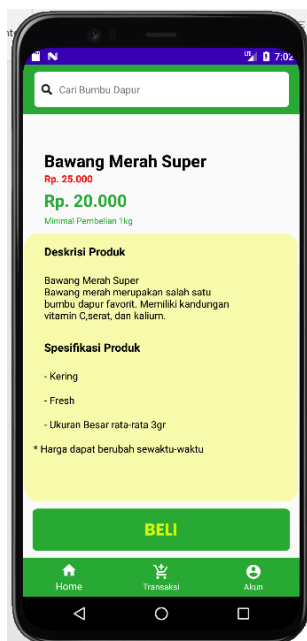 7:02
Cari Bumbu Dapur
Bawang Merah Super
Rp. 25.000
Rp. 20.000
Minimal Pembelian 1kg
Deskrisi Produk
Bawang Merah Super
Bawang merah merupakan salah satu
bumbu dapur favorit. Memiliki kandungan
vitamin C,serat, dan kalium.
Spesifikasi Produk
- Kering
- Fresh
- Ukuran Besar rata-rata 3gr
* Harga dapat berubah sewaktu-waktu
BELI
Home
Transaksi
Akun